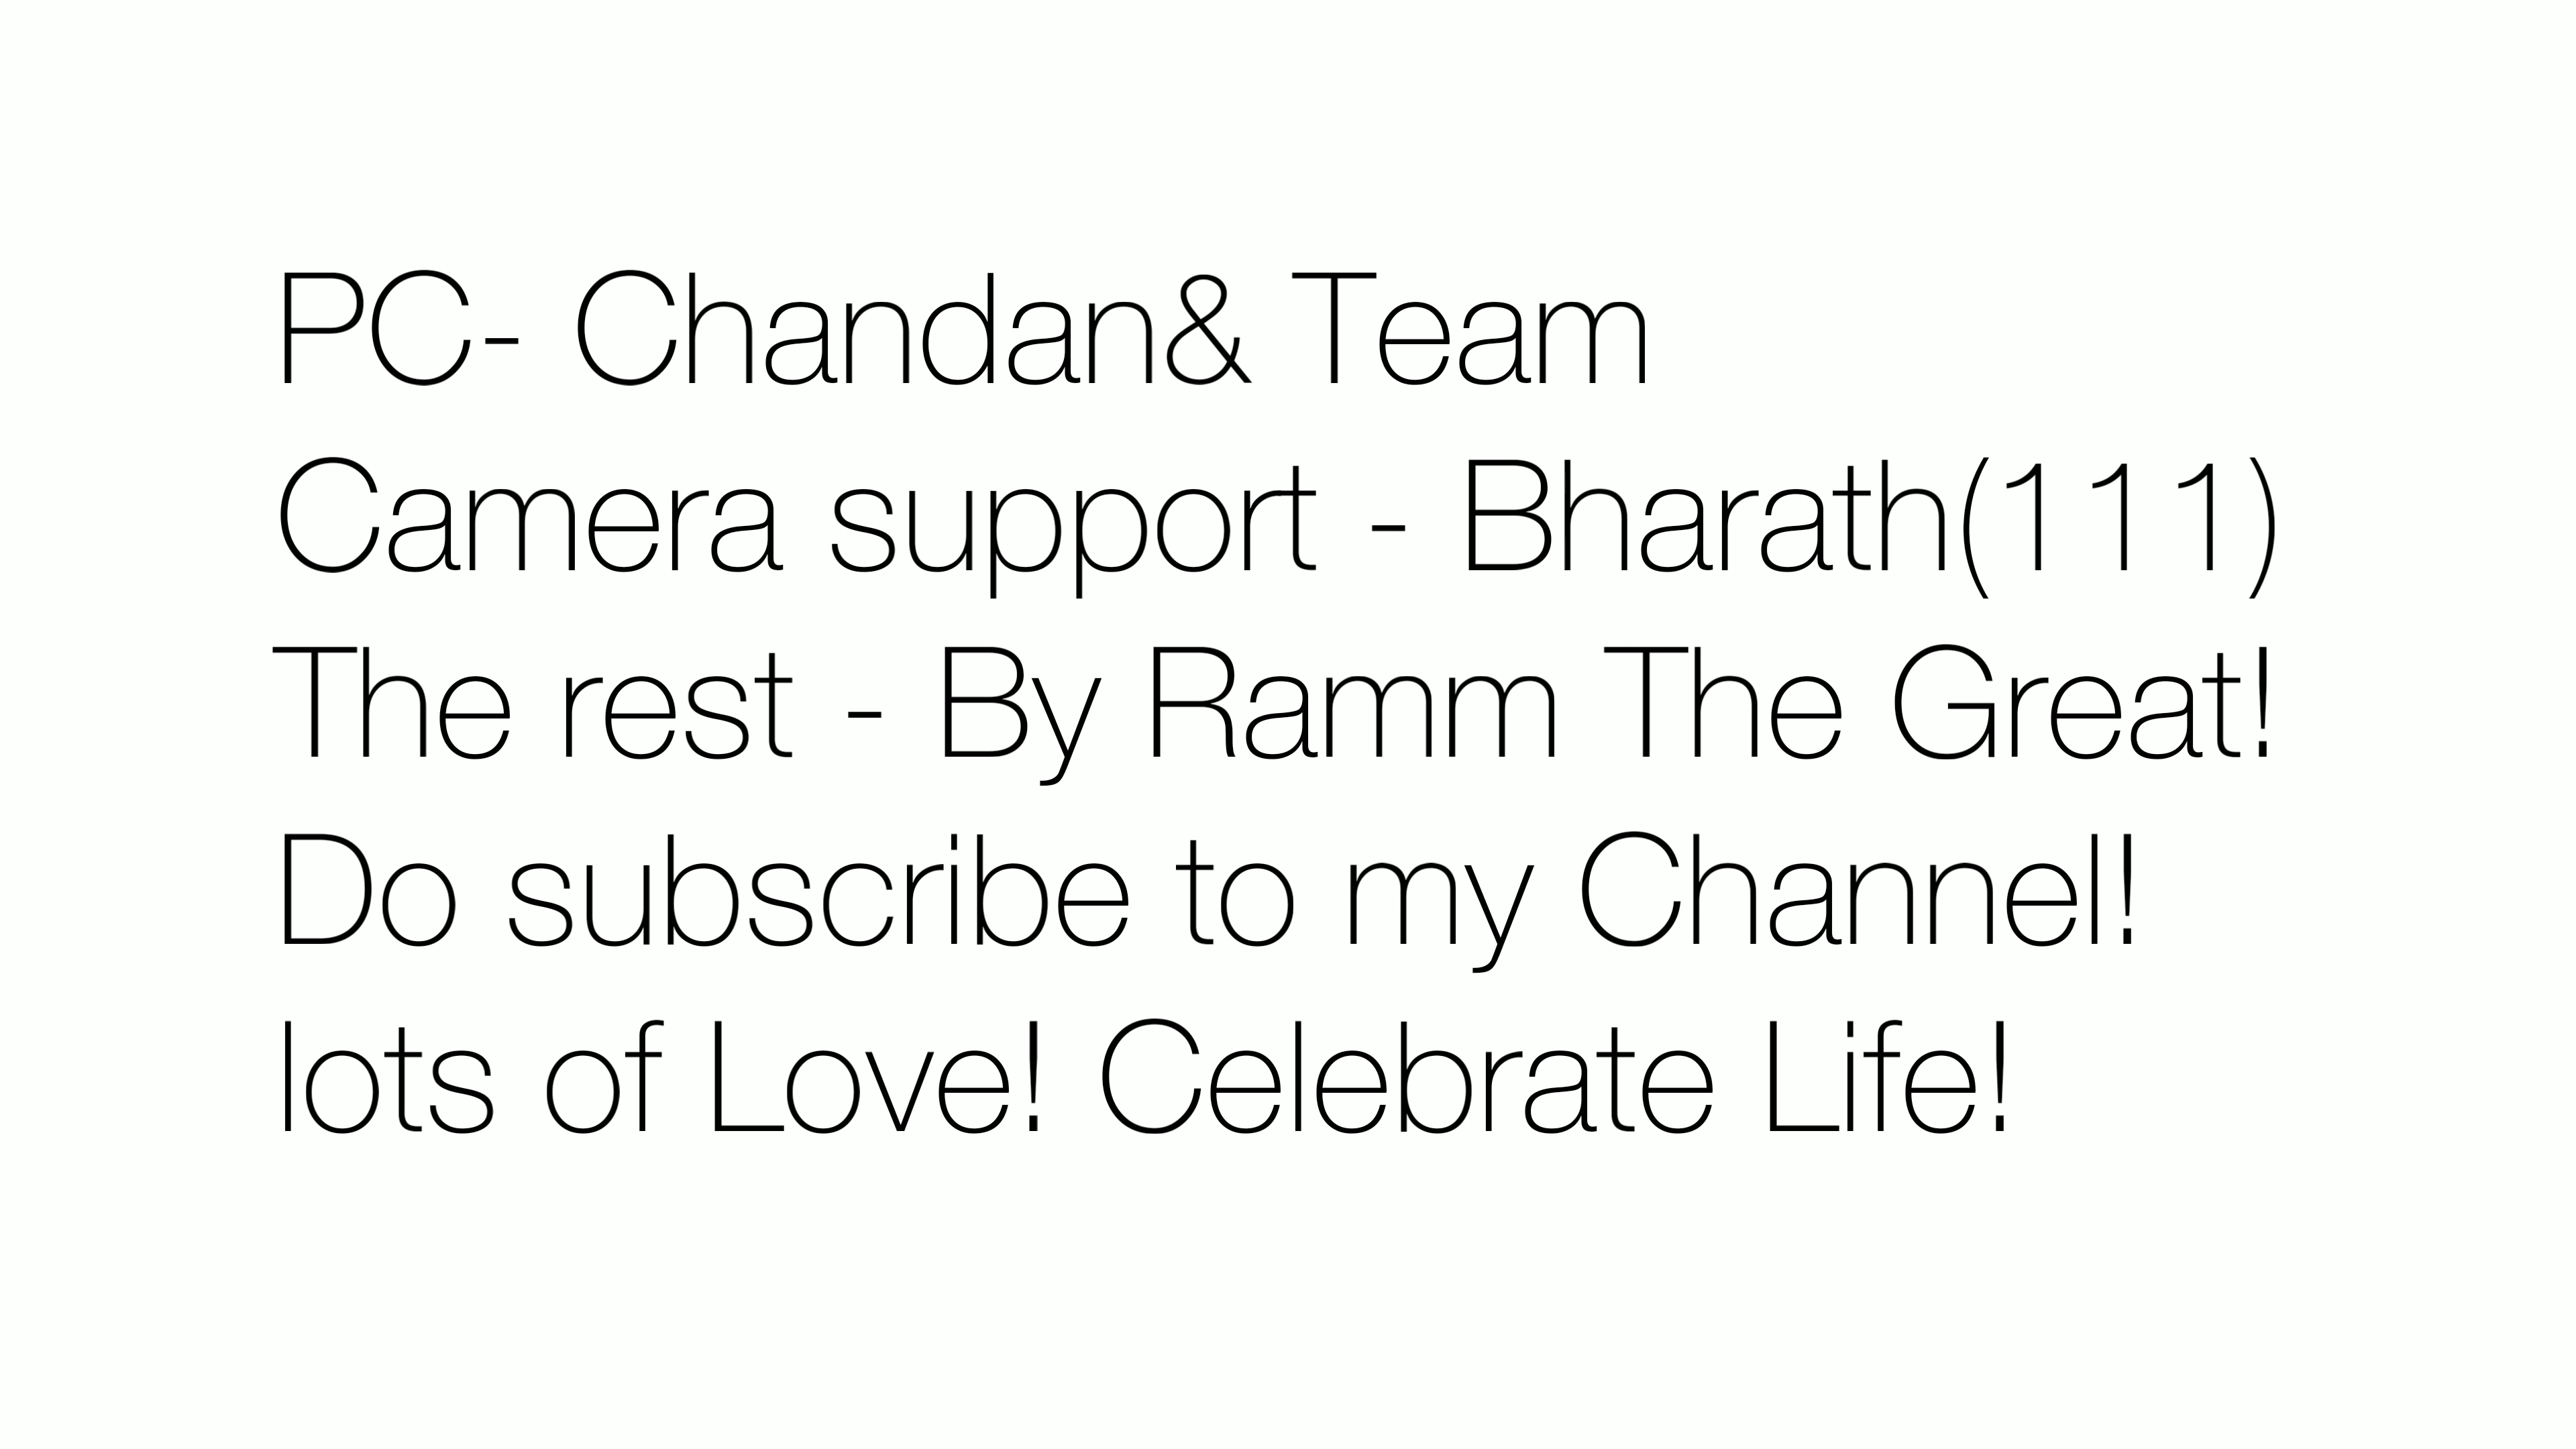 PC- Chandan& Team
Camera support - Bharath(111)
The rest - By Ramm The Great!
Do subscribe to my Channel!
lots of Love! Celebrate Life!